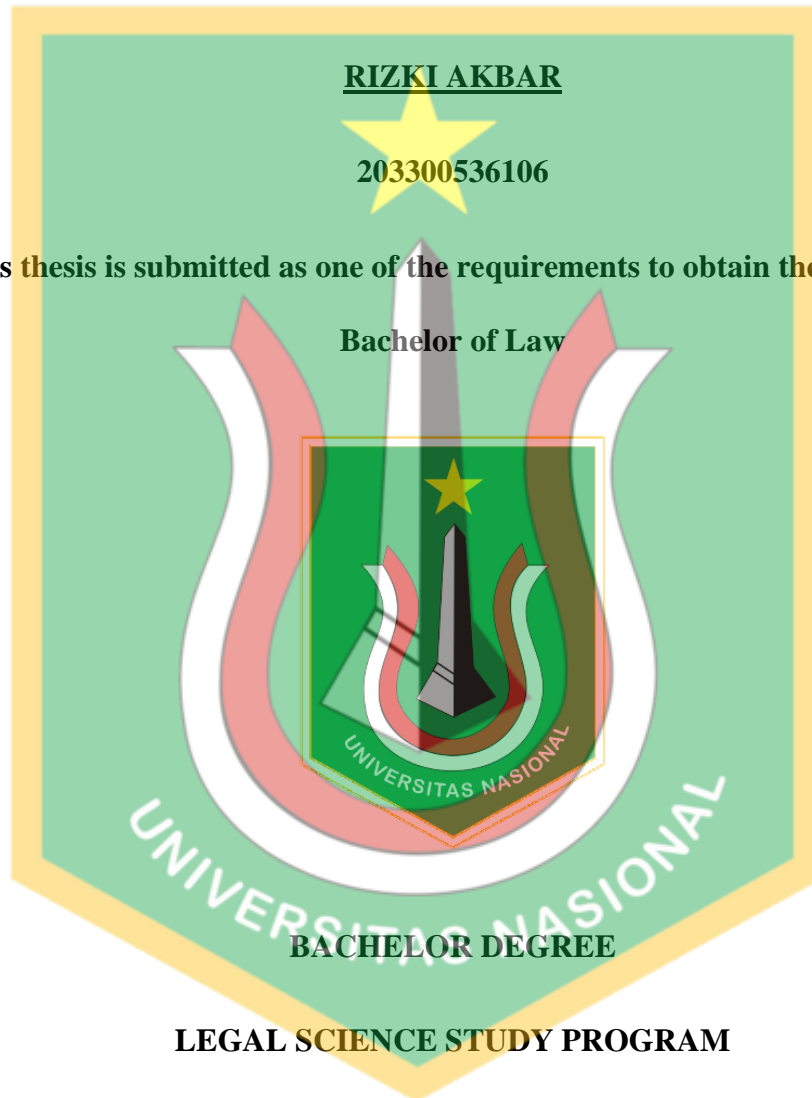 RIZKI AKBAR
203300536106
s thesis is submitted as one of the requirements to obtain the
Bachelor of Law
UNIVERSITAS NASIONAL
UNIVERSITAS NASIONAL
BACHELOR DEGREE
LEGAL SCIENCE STUDY PROGRAM